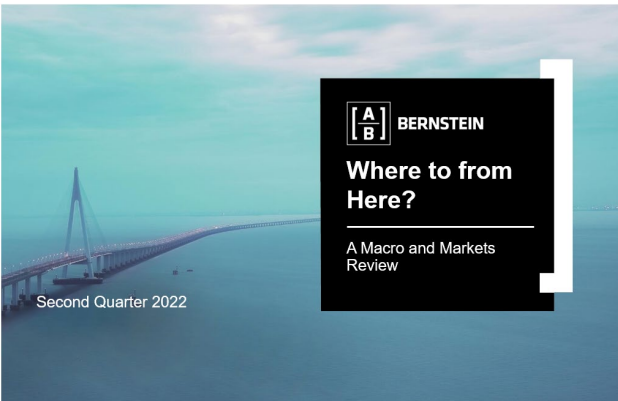 A
B
BERNSTEIN
Where to from
Here?
A Macro and Markets
Review
Second Quarter 2022